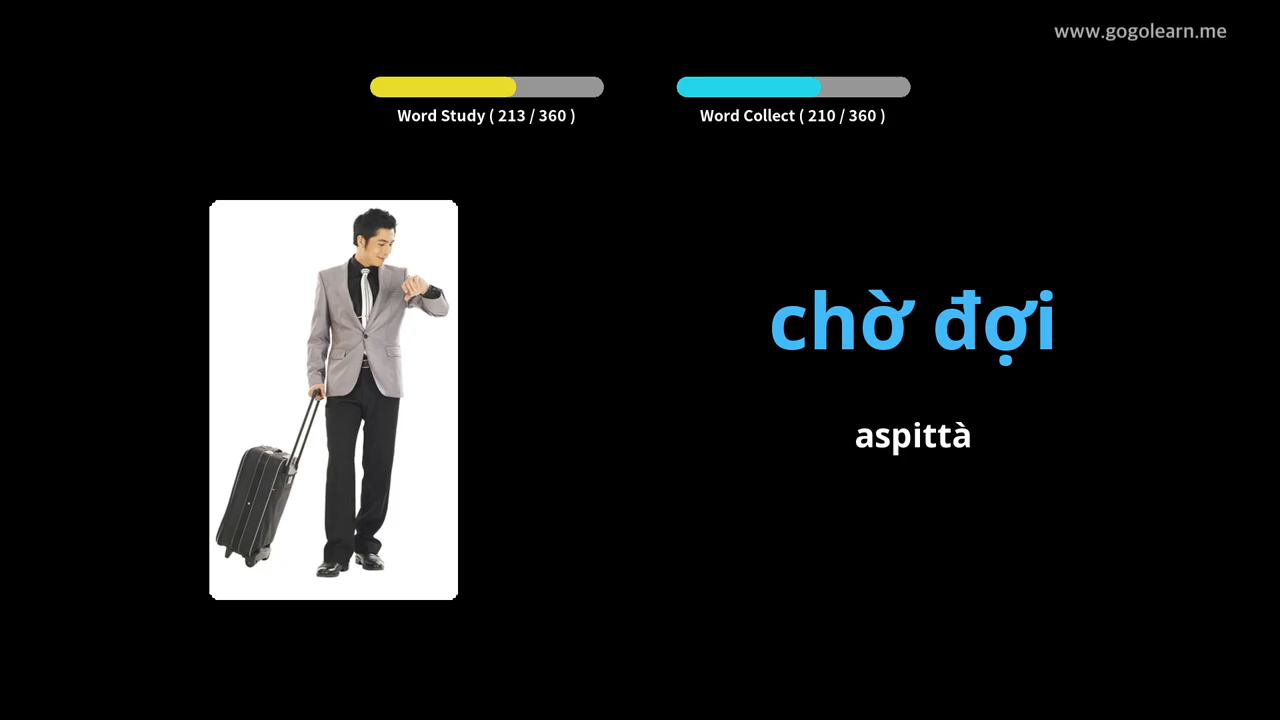 www.gogolearn.me
Word Study ( 213 / 360 )
Word Collect ( 210 / 360 )
chờ đợi
aspittà